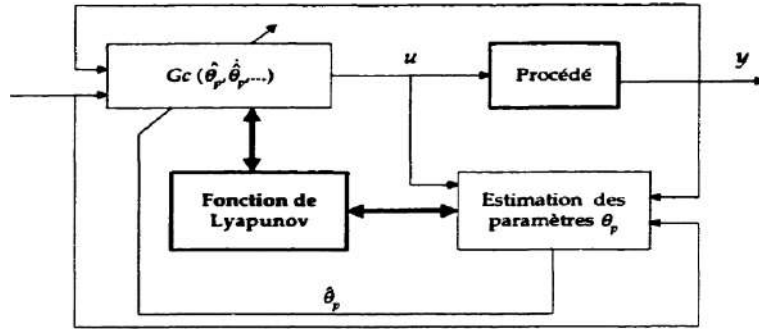 Gc (θ̂ₚ, θ̂̇ₚ,...)
u
Procédé
y
Fonction de
Lyapunov
Estimation des
paramètres θₚ
θ̂ₚ